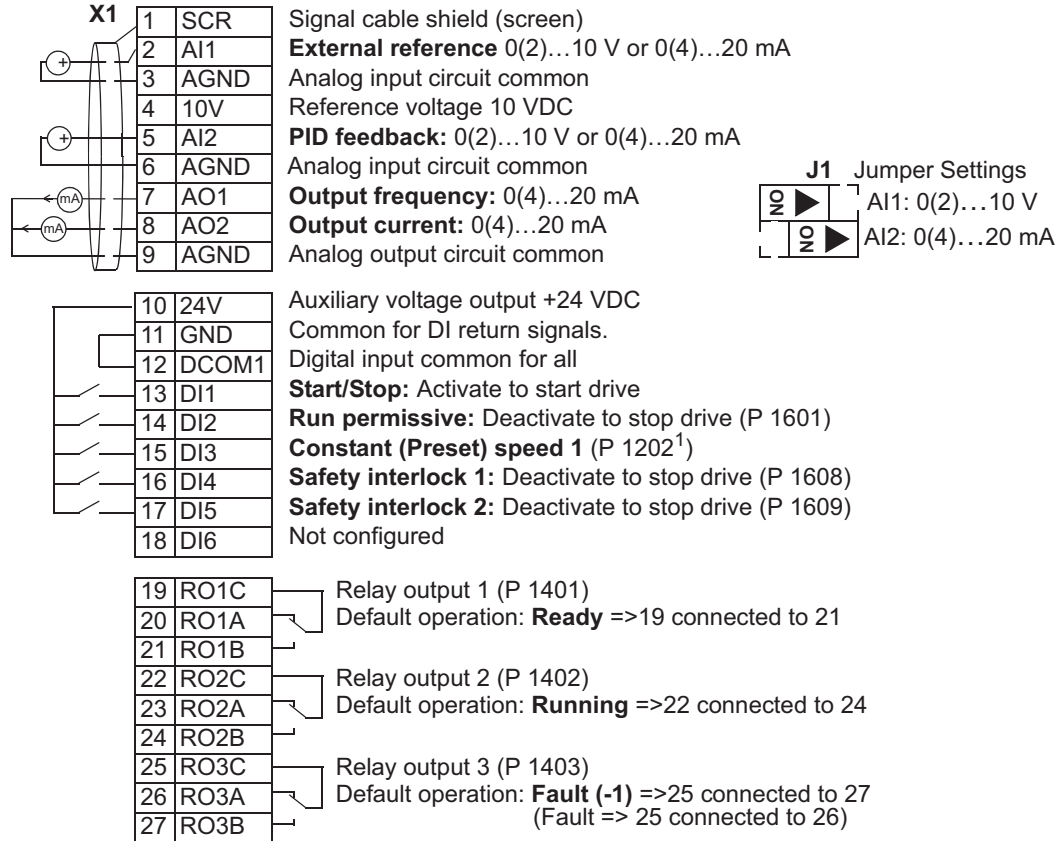 X1
1 SCR Signal cable shield (screen)
2 AI1 External reference 0(2)…10 V or 0(4)…20 mA
3 AGND Analog input circuit common
4 10V Reference voltage 10 VDC
5 AI2 PID feedback: 0(2)…10 V or 0(4)…20 mA
6 AGND Analog input circuit common
7 AO1 Output frequency: 0(4)…20 mA
8 AO2 Output current: 0(4)…20 mA
9 AGND Analog output circuit common
+
+
mA
mA
J1 Jumper Settings
ON AI1: 0(2)…10 V
ON AI2: 0(4)…20 mA
10 24V Auxiliary voltage output +24 VDC
11 GND Common for DI return signals.
12 DCOM1 Digital input common for all
13 DI1 Start/Stop: Activate to start drive
14 DI2 Run permissive: Deactivate to stop drive (P 1601)
15 DI3 Constant (Preset) speed 1 (P 1202¹)
16 DI4 Safety interlock 1: Deactivate to stop drive (P 1608)
17 DI5 Safety interlock 2: Deactivate to stop drive (P 1609)
18 DI6 Not configured
19 RO1C Relay output 1 (P 1401)
20 RO1A Default operation: Ready =>19 connected to 21
21 RO1B
22 RO2C Relay output 2 (P 1402)
23 RO2A Default operation: Running =>22 connected to 24
24 RO2B
25 RO3C Relay output 3 (P 1403)
26 RO3A Default operation: Fault (-1) =>25 connected to 27
27 RO3B (Fault => 25 connected to 26)